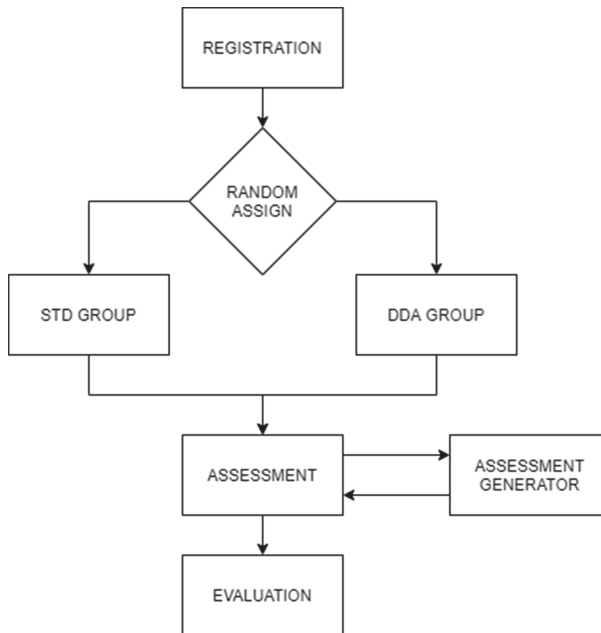 REGISTRATION
RANDOM
ASSIGN
STD GROUP
DDA GROUP
ASSESSMENT
ASSESSMENT
GENERATOR
EVALUATION